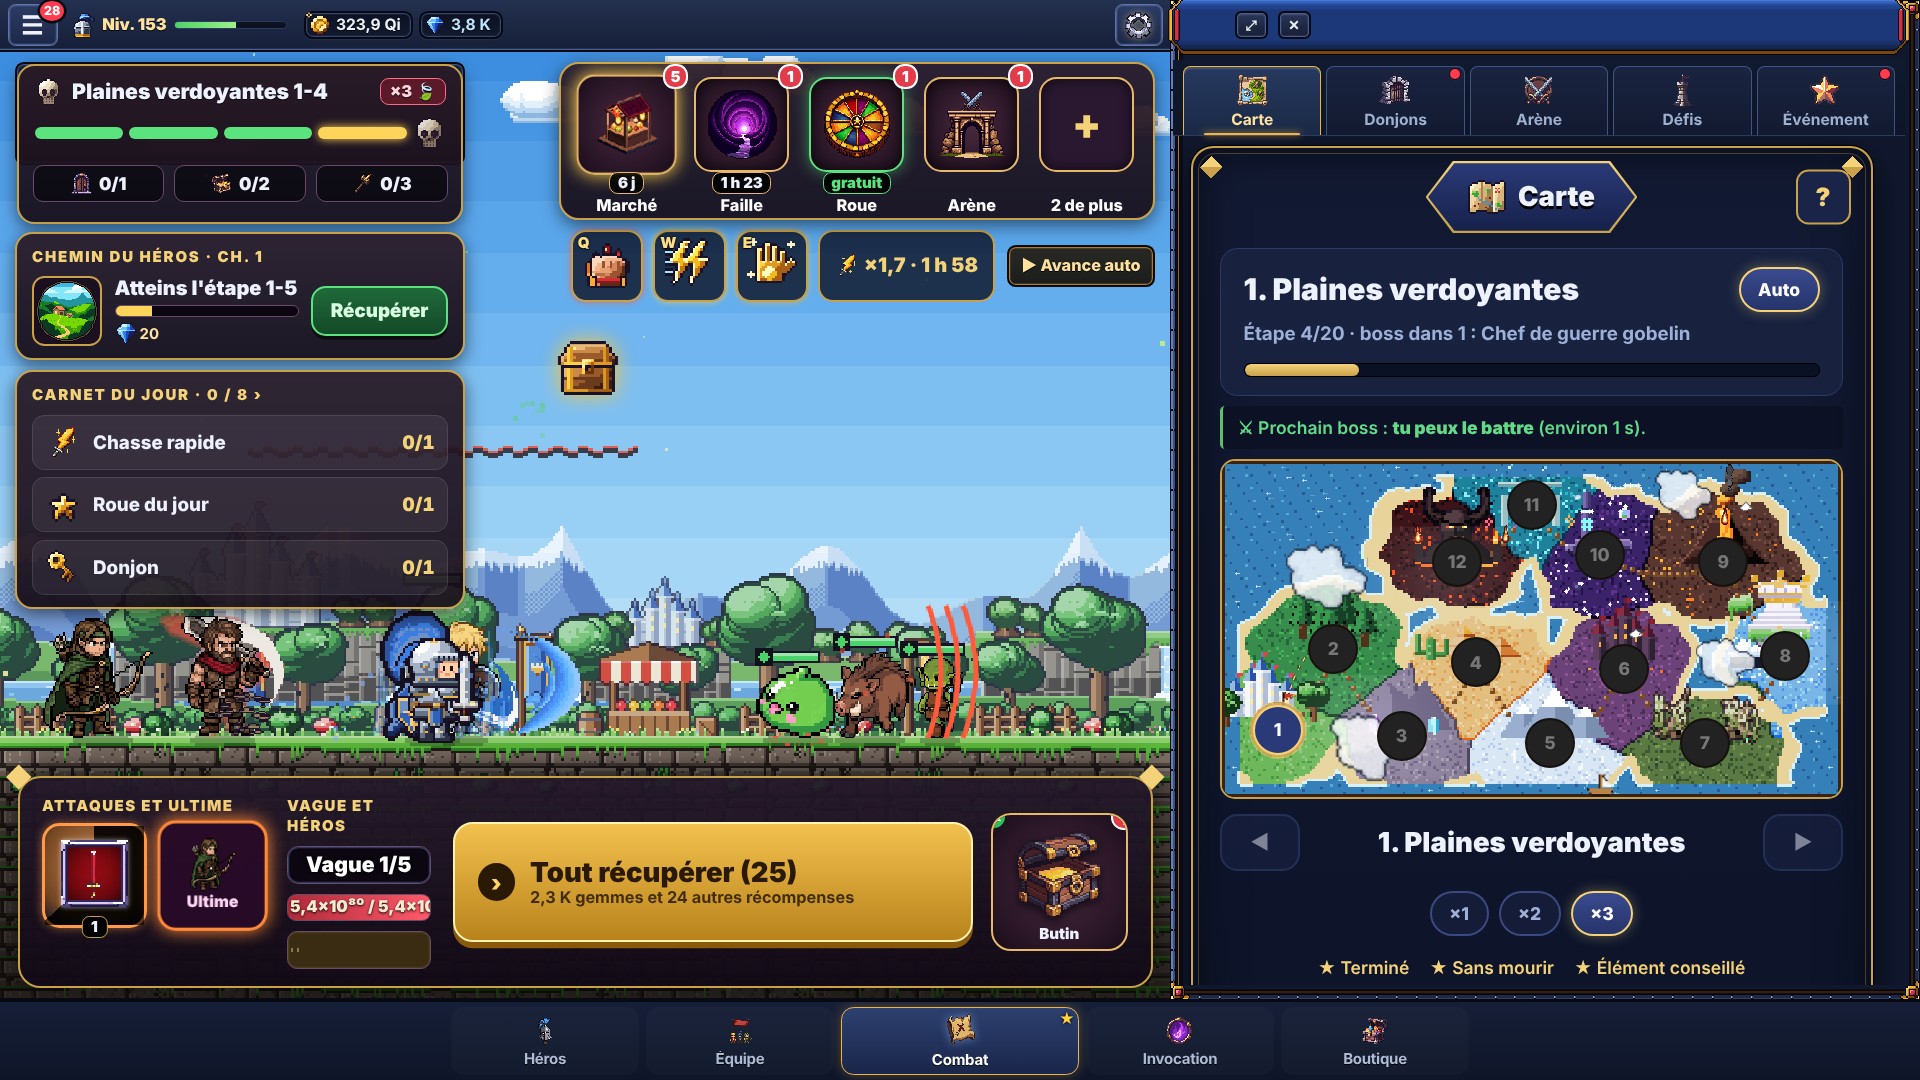 28
Niv. 153
323,9 Qi
3,8 K
Plaines verdoyantes 1-4
×3
0/1
0/2
0/3
CHEMIN DU HÉROS · CH. 1
Atteins l'étape 1-5
20
Récupérer
CARNET DU JOUR · 0 / 8 ›
Chasse rapide 0/1
Roue du jour 0/1
Donjon 0/1
5
1
1
1
6 j
1 h 23
gratuit
Marché
Faille
Roue
Arène
2 de plus
Q
W
E
×1,7 · 1 h 58
Avance auto
ATTAQUES ET ULTIME
1
Ultime
VAGUE ET
HÉROS
Vague 1/5
5,4×10⁸⁰ / 5,4×10
Tout récupérer (25)
2,3 K gemmes et 24 autres récompenses
Butin
Carte
Donjons
Arène
Défis
Événement
Carte
?
1. Plaines verdoyantes
Auto
Étape 4/20 · boss dans 1 : Chef de guerre gobelin
Prochain boss : tu peux le battre (environ 1 s).
11
12
10
9
2
4
6
8
1
3
5
7
1. Plaines verdoyantes
×1
×2
×3
★ Terminé
★ Sans mourir
★ Élément conseillé
Héros
Équipe
Combat
Invocation
Boutique